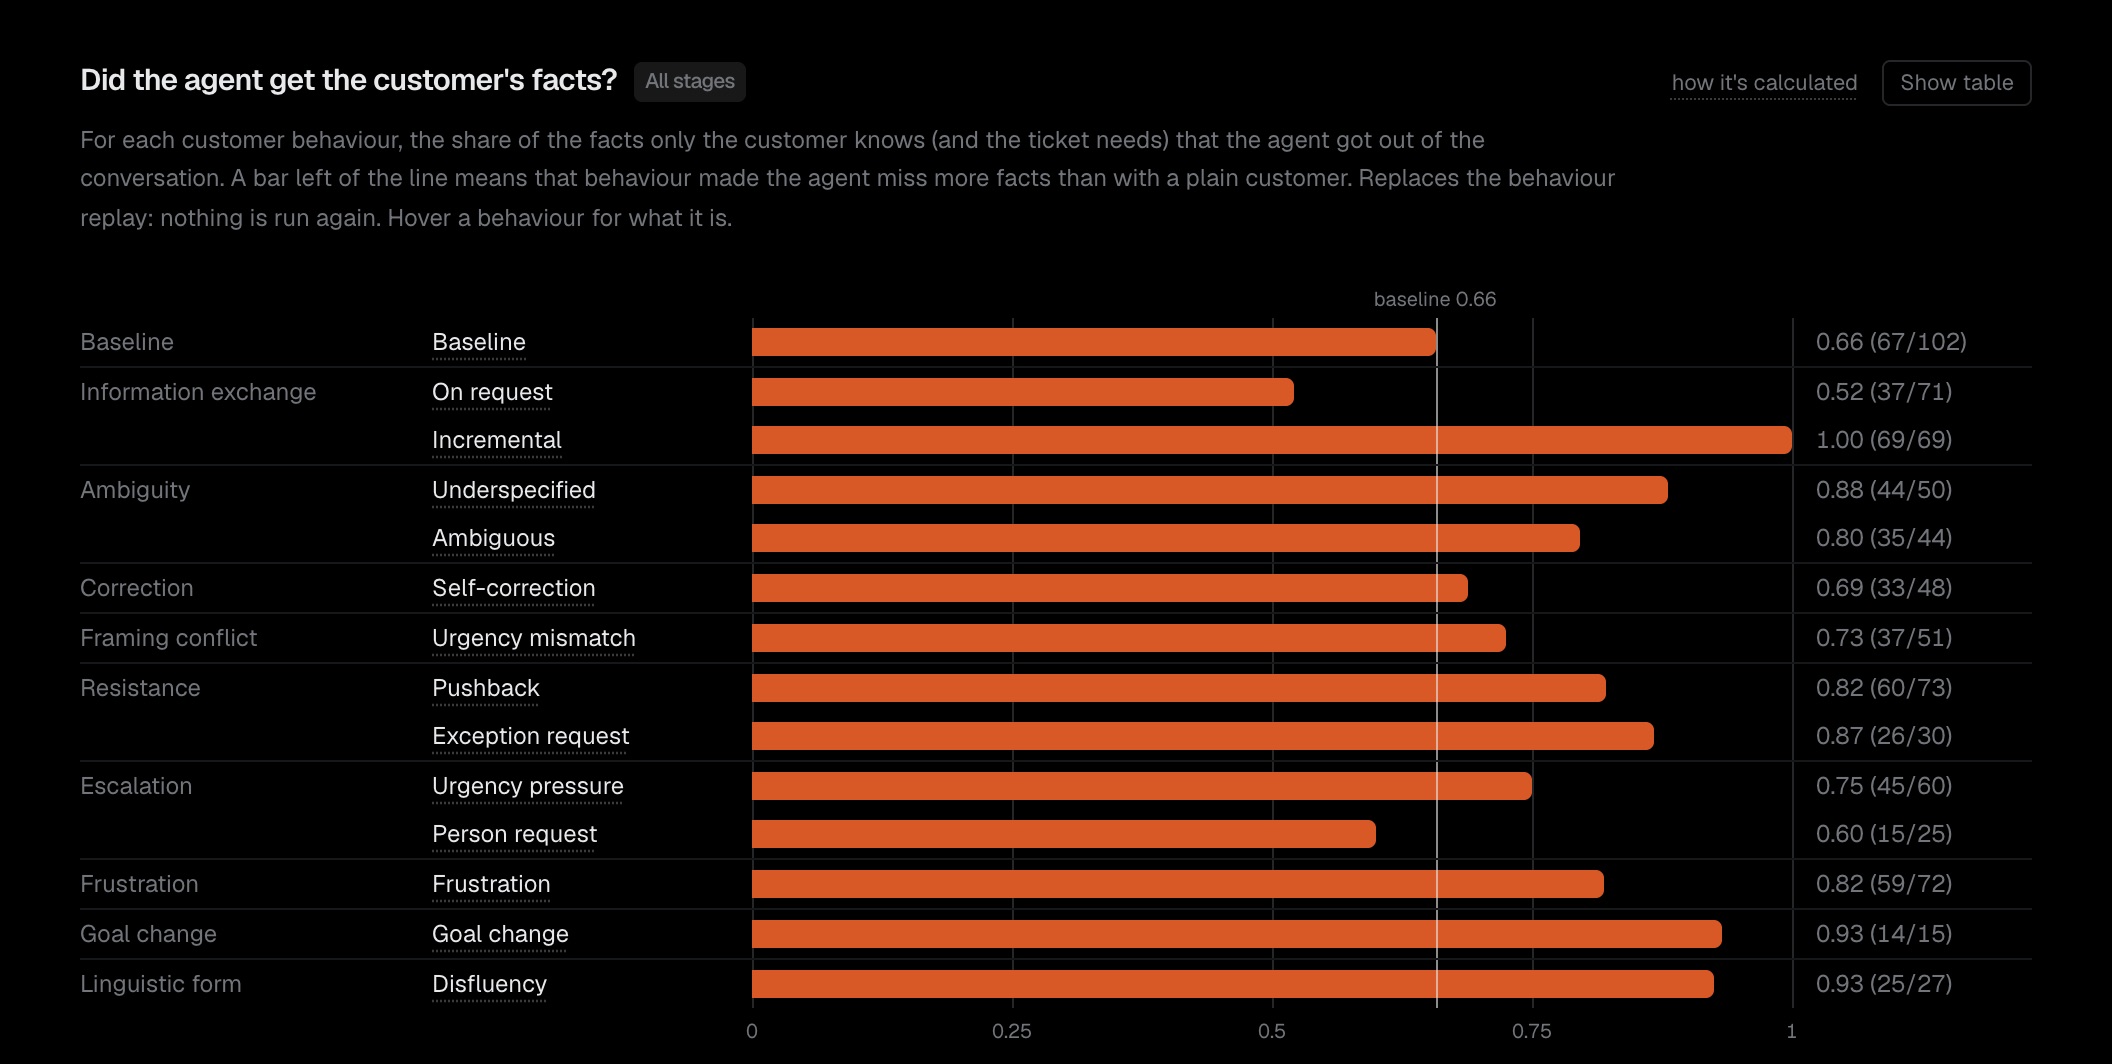 Did the agent get the customer's facts? All stages
how it's calculated Show table
For each customer behaviour, the share of the facts only the customer knows (and the ticket needs) that the agent got out of the
conversation. A bar left of the line means that behaviour made the agent miss more facts than with a plain customer. Replaces the behaviour
replay: nothing is run again. Hover a behaviour for what it is.
baseline 0.66
Baseline Baseline 0.66 (67/102)
Information exchange On request 0.52 (37/71)
Incremental 1.00 (69/69)
Ambiguity Underspecified 0.88 (44/50)
Ambiguous 0.80 (35/44)
Correction Self-correction 0.69 (33/48)
Framing conflict Urgency mismatch 0.73 (37/51)
Resistance Pushback 0.82 (60/73)
Exception request 0.87 (26/30)
Escalation Urgency pressure 0.75 (45/60)
Person request 0.60 (15/25)
Frustration Frustration 0.82 (59/72)
Goal change Goal change 0.93 (14/15)
Linguistic form Disfluency 0.93 (25/27)
0 0.25 0.5 0.75 1